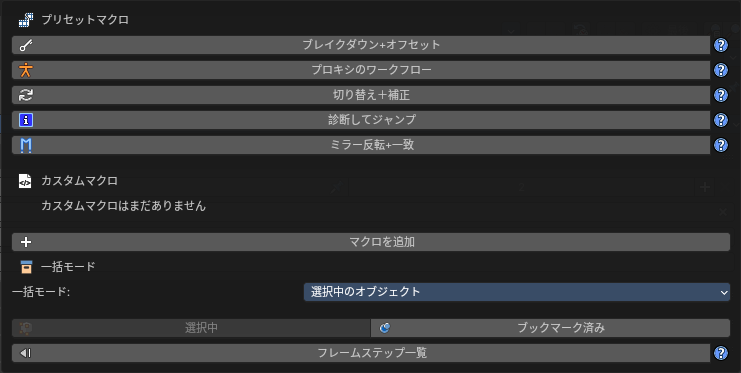 プリセットマクロ
ブレイクダウン+オフセット
プロキシのワークフロー
切り替え＋補正
診断してジャンプ
ミラー反転+一致
カスタムマクロ
カスタムマクロはまだありません
マクロを追加
一括モード
一括モード: 選択中のオブジェクト
選択中 ブックマーク済み
フレームステップ一覧